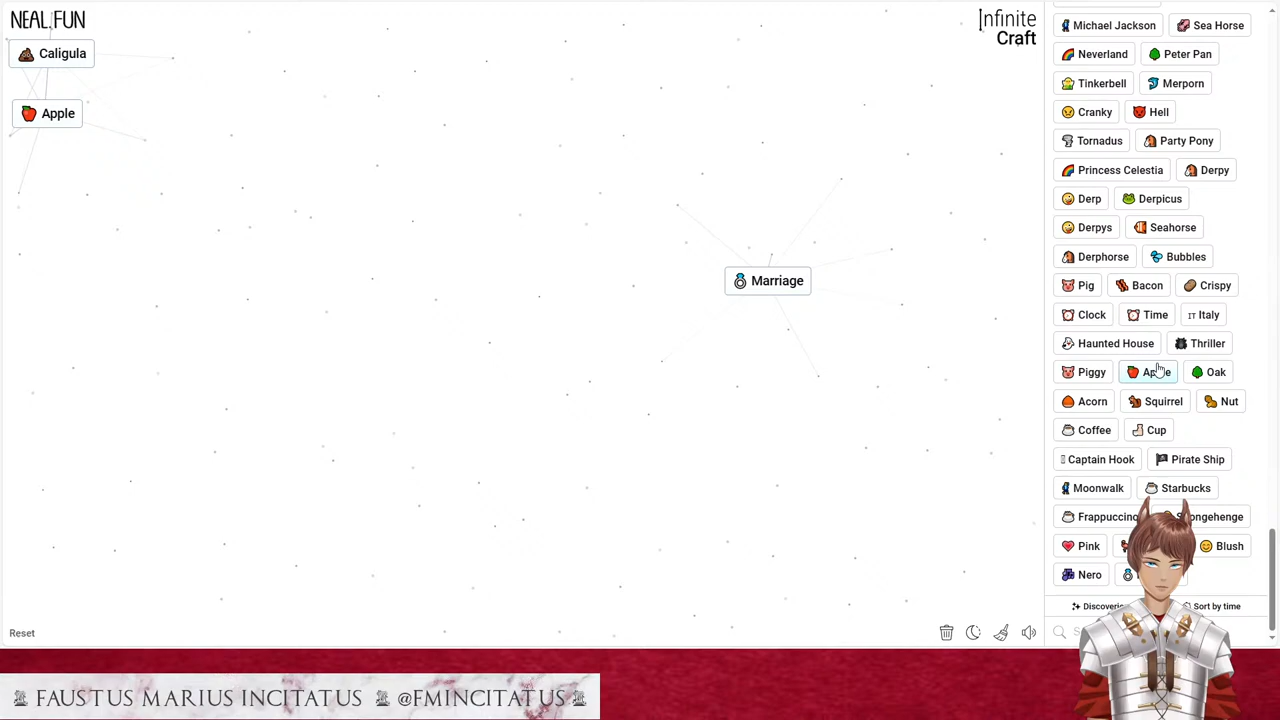 NEAL.FUN
Infinite
Craft
Caligula
Apple
Marriage
Michael Jackson Sea Horse
Neverland Peter Pan
Tinkerbell Merporn
Cranky Hell
Tornadus Party Pony
Princess Celestia Derpy
Derp Derpicus
Derpys Seahorse
Derphorse Bubbles
Pig Bacon Crispy
Clock Time IT Italy
Haunted House Thriller
Piggy Apple Oak
Acorn Squirrel Nut
Coffee Cup
Captain Hook Pirate Ship
Moonwalk Starbucks
Frappuccino
Pink Blush
Nero
Sort by time
Reset
FAUSTUS MARIUS INCITATUS @FMINCITATUS